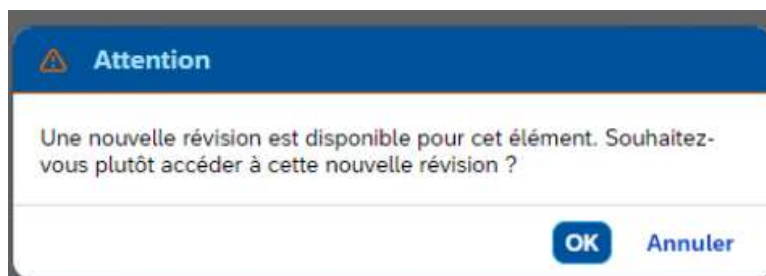 Attention
Une nouvelle révision est disponible pour cet élément. Souhaitez-
vous plutôt accéder à cette nouvelle révision ?
OK Annuler